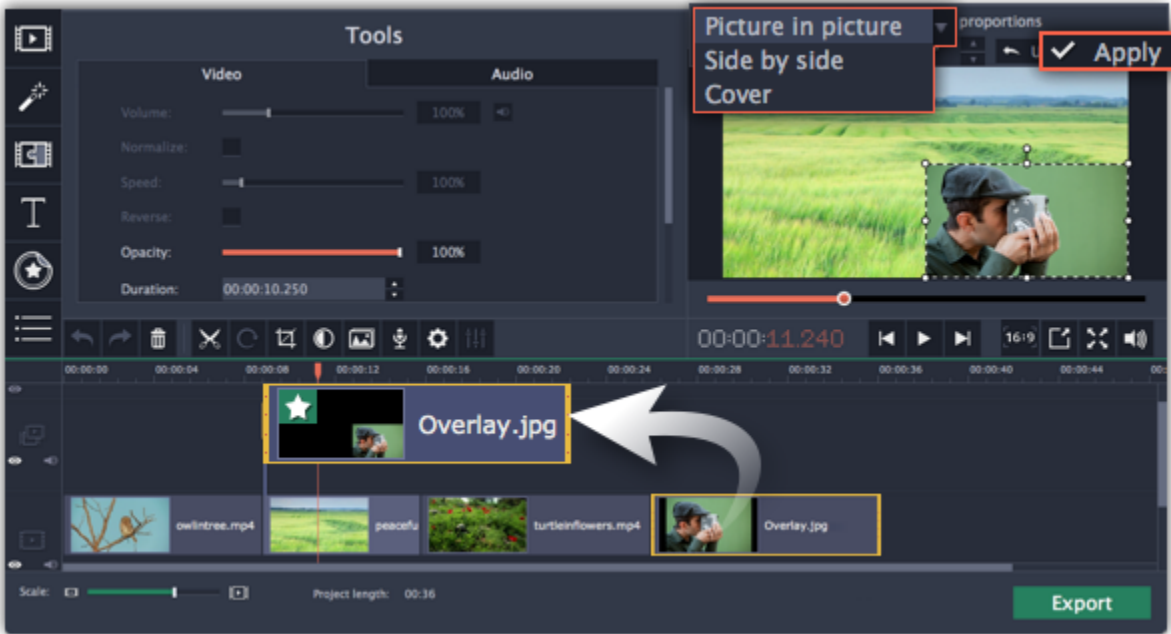 Picture in picture
Side by side
Cover
proportions
Apply
Tools
Video
Audio
Volume:
100%
Normalize:
Speed:
100%
Reverse:
Opacity:
100%
Duration:
00:00:10.250
T
00:00:11.240
16:9
00:00:00
00:00:04
00:00:08
00:00:12
00:00:16
00:00:20
00:00:24
00:00:28
00:00:32
00:00:36
00:00:40
00:00:44
Overlay.jpg
owlintree.mp4
peacefu
turtleinflowers.mp4
Overlay.jpg
Scale:
Project length: 00:36
Export